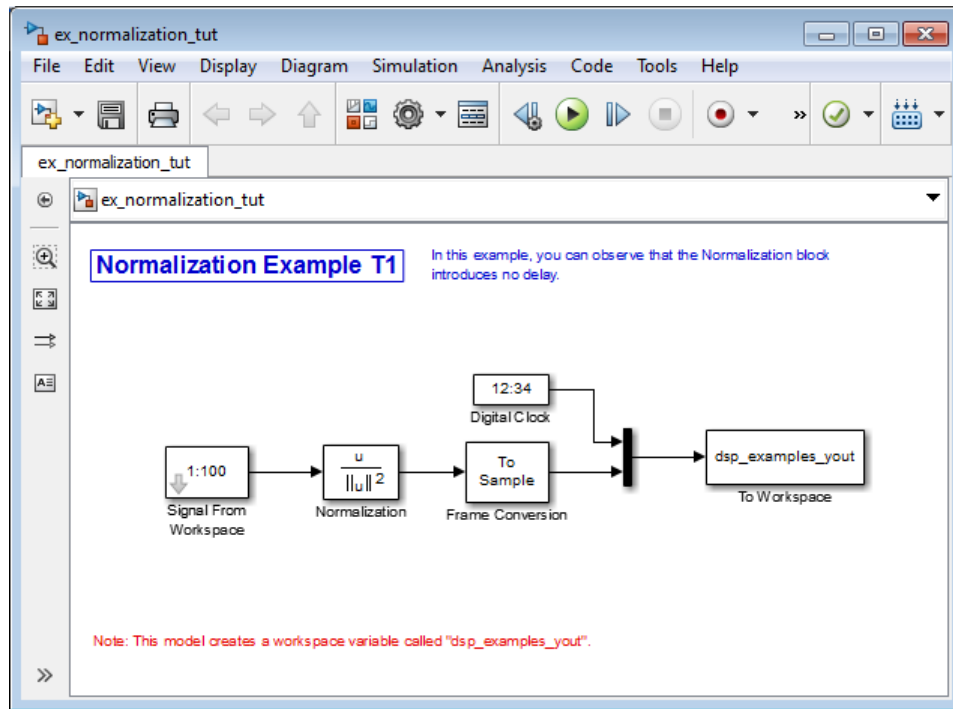 ex_normalization_tut
File Edit View Display Diagram Simulation Analysis Code Tools Help
»
ex_normalization_tut
ex_normalization_tut
Normalization Example T1
In this example, you can observe that the Normalization block
introduces no delay.
12:34
Digital Clock
1:100
Signal From
Workspace
u
||u||2
Normalization
To
Sample
Frame Conversion
dsp_examples_yout
To Workspace
A
Note: This model creates a workspace variable called "dsp_examples_yout".
»